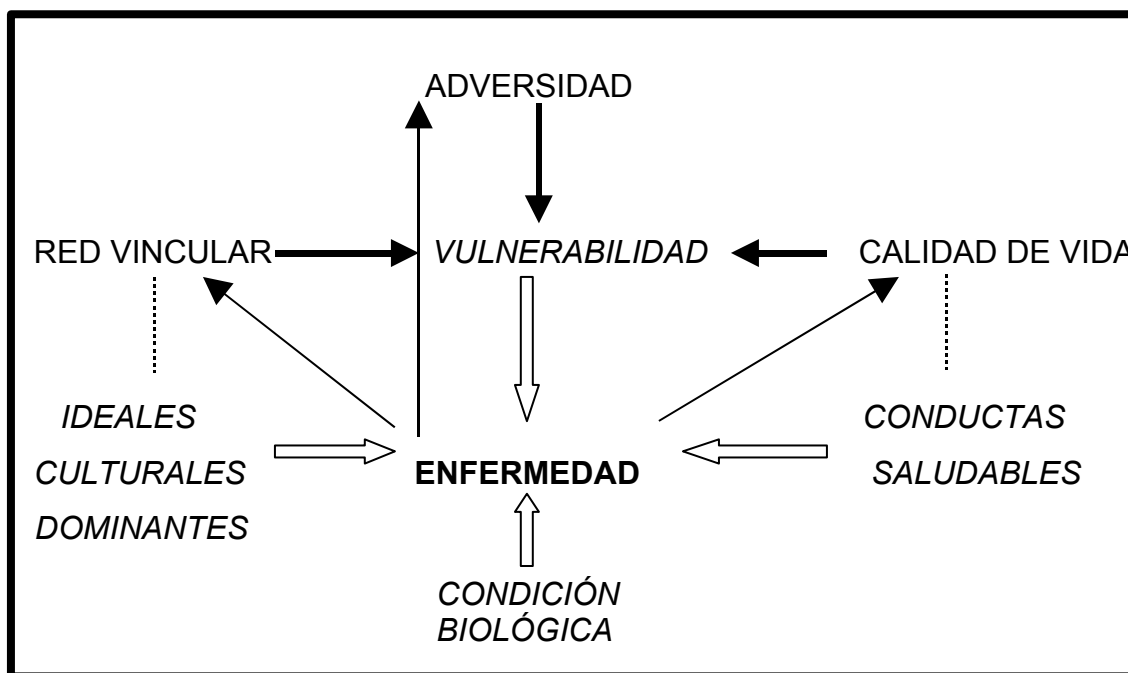 ADVERSIDAD
RED VINCULAR
VULNERABILIDAD
CALIDAD DE VIDA
IDEALES
CULTURALES
DOMINANTES
CONDUCTAS
SALUDABLES
ENFERMEDAD
CONDICIÓN
BIOLÓGICA